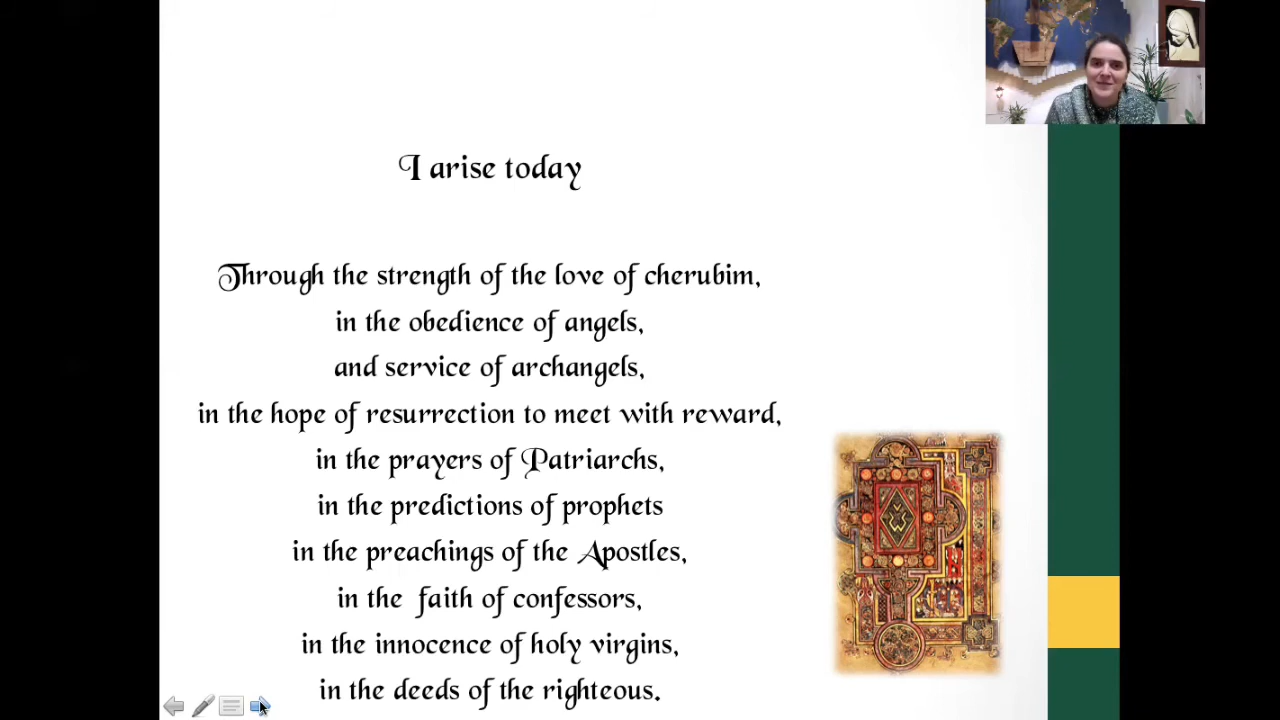 I arise today
Through the strength of the love of cherubim,
in the obedience of angels,
and service of archangels,
in the hope of resurrection to meet with reward,
in the prayers of Patriarchs,
in the predictions of prophets
in the preachings of the Apostles,
in the faith of confessors,
in the innocence of holy virgins,
in the deeds of the righteous.